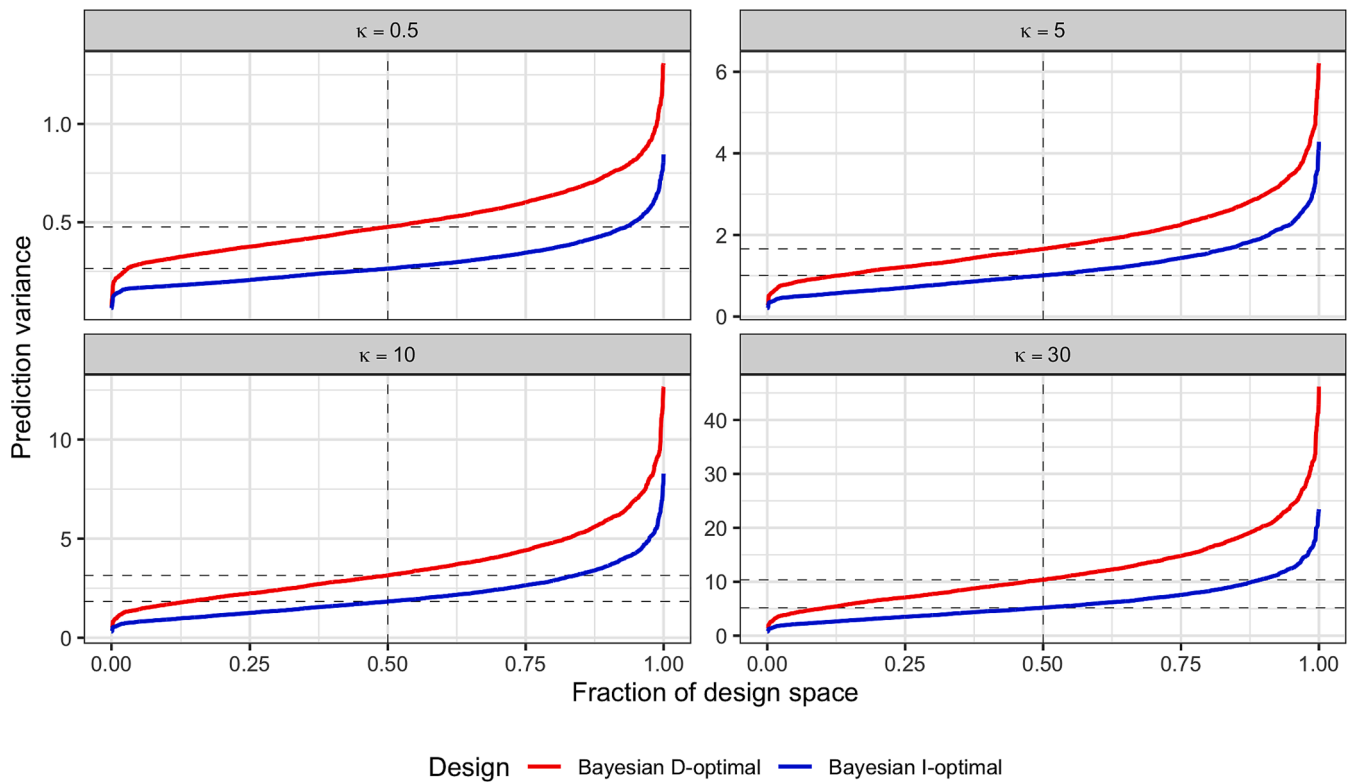 κ = 0.5
κ = 5
Prediction variance
1.0
0.5
6
4
2
0
κ = 10
κ = 30
10
5
0
40
30
20
10
0
0.00 0.25 0.50 0.75 1.00
0.00 0.25 0.50 0.75 1.00
Fraction of design space
Design Bayesian D-optimal Bayesian I-optimal